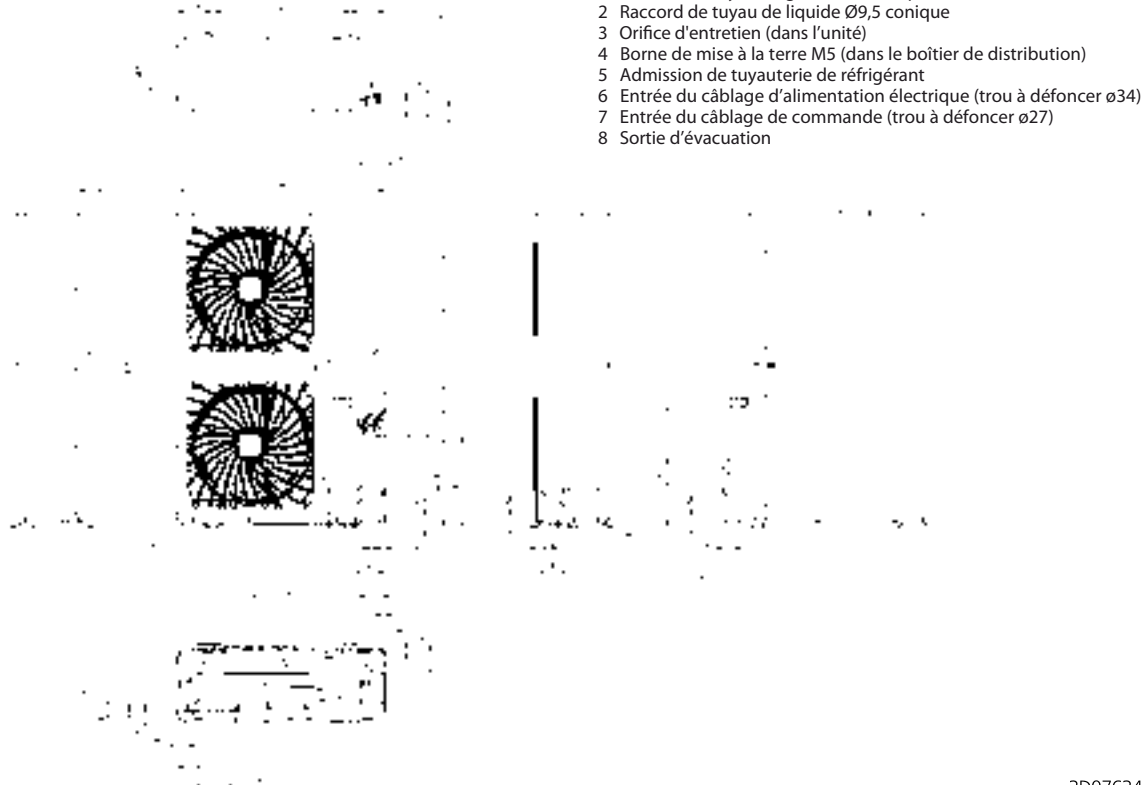 2 Raccord de tuyau de liquide Ø9,5 conique
3 Orifice d'entretien (dans l’unité)
4 Borne de mise à la terre M5 (dans le boîtier de distribution)
5 Admission de tuyauterie de réfrigérant
6 Entrée du câblage d’alimentation électrique (trou à défoncer ø34)
7 Entrée du câblage de commande (trou à défoncer ø27)
8 Sortie d’évacuation